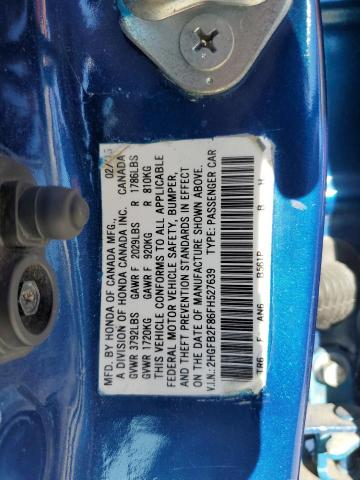 MFD. BY HONDA OF CANADA MFG. 02/15
A DIVISION OF HONDA CANADA INC. CANADA
GVWR 3792LBS GAWR F 2029LBS R 1786LBS
GVWR 1720KG GAWR F 920KG R 810KG
THIS VEHICLE CONFORMS TO ALL APPLICABLE
FEDERAL MOTOR VEHICLE SAFETY, BUMPER,
AND THEFT PREVENTION STANDARDS IN EFFECT
ON THE DATE OF MANUFACTURE SHOWN ABOVE.
V.I.N.: 2HGFB2F86FH527639 TYPE: PASSENGER CAR
TR6 F - AN6 B561P B H